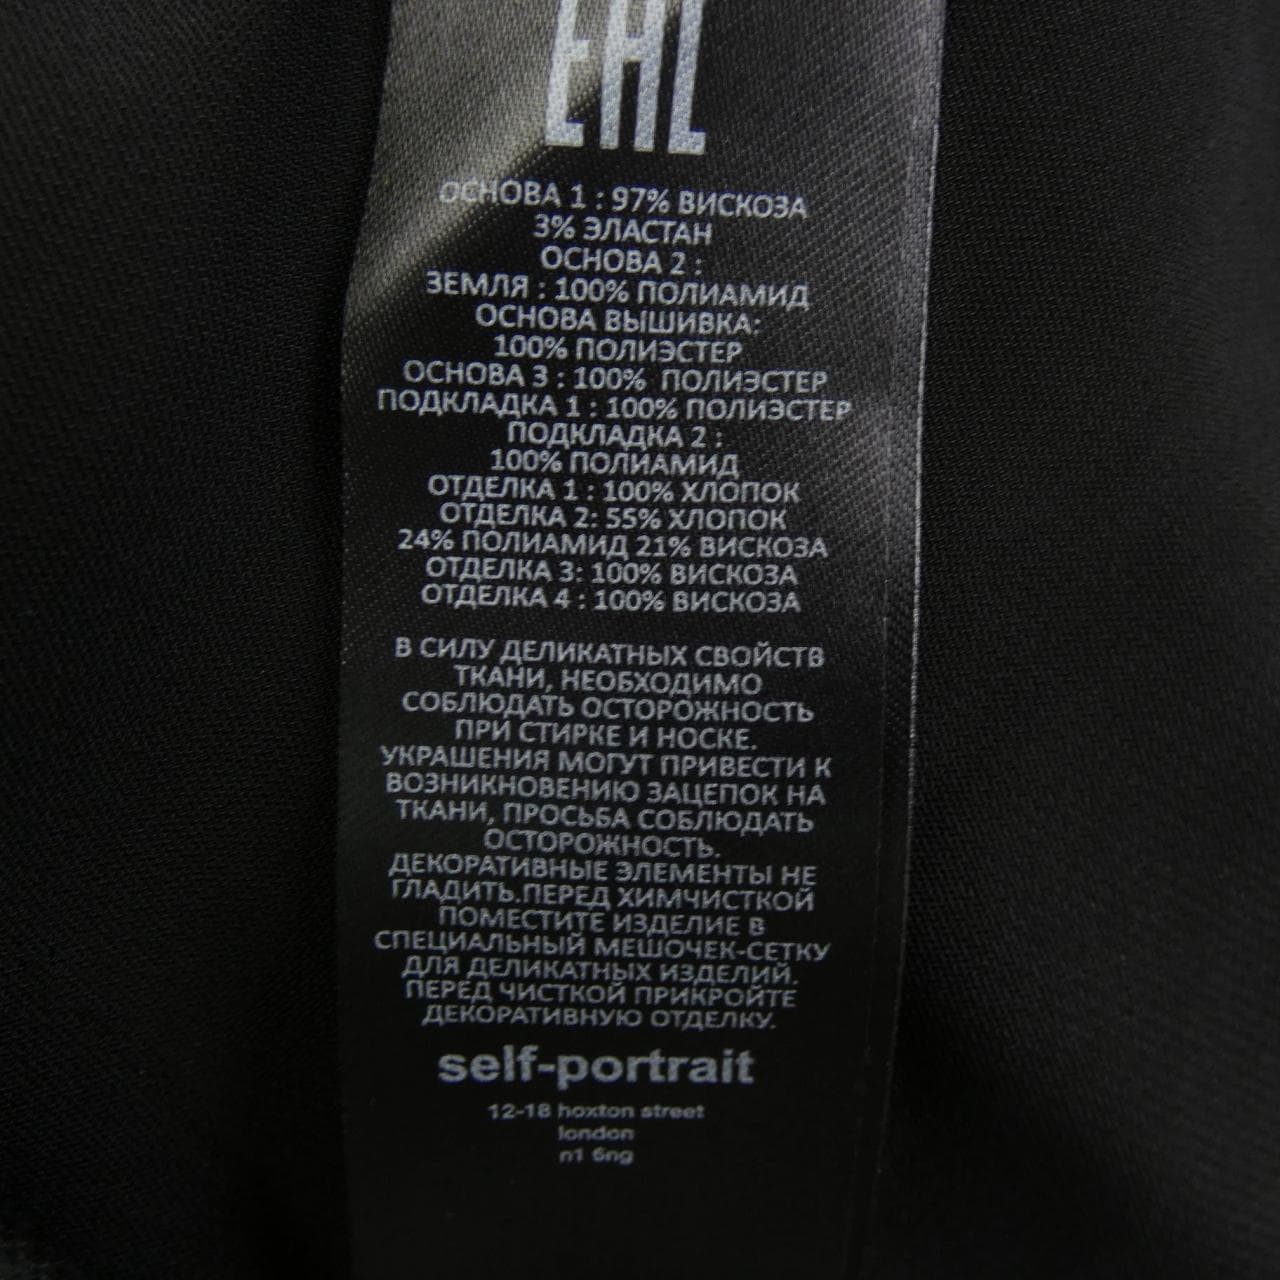 EAC
ОСНОВА 1 : 97% ВИСКОЗА
3% ЭЛАСТАН
ОСНОВА 2 :
ЗЕМЛЯ : 100% ПОЛИАМИД
ОСНОВА ВЫШИВКА:
100% ПОЛИЭСТЕР
ОСНОВА 3 : 100% ПОЛИЭСТЕР
ПОДКЛАДКА 1 : 100% ПОЛИЭСТЕР
ПОДКЛАДКА 2 :
100% ПОЛИАМИД
ОТДЕЛКА 1 : 100% ХЛОПОК
ОТДЕЛКА 2: 55% ХЛОПОК
24% ПОЛИАМИД 21% ВИСКОЗА
ОТДЕЛКА 3: 100% ВИСКОЗА
ОТДЕЛКА 4 : 100% ВИСКОЗА
В СИЛУ ДЕЛИКАТНЫХ СВОЙСТВ
ТКАНИ, НЕОБХОДИМО
СОБЛЮДАТЬ ОСТОРОЖНОСТЬ
ПРИ СТИРКЕ И НОСКЕ.
УКРАШЕНИЯ МОГУТ ПРИВЕСТИ К
ВОЗНИКНОВЕНИЮ ЗАЦЕПОК НА
ТКАНИ, ПРОСЬБА СОБЛЮДАТЬ
ОСТОРОЖНОСТЬ.
ДЕКОРАТИВНЫЕ ЭЛЕМЕНТЫ НЕ
ГЛАДИТЬ.ПЕРЕД ХИМЧИСТКОЙ
ПОМЕСТИТЕ ИЗДЕЛИЕ В
СПЕЦИАЛЬНЫЙ МЕШОЧЕК-СЕТКУ
ДЛЯ ДЕЛИКАТНЫХ ИЗДЕЛИЙ.
ПЕРЕД ЧИСТКОЙ ПРИКРОЙТЕ
ДЕКОРАТИВНУЮ ОТДЕЛКУ.
self-portrait
12-18 hoxton street
london
n1 6ng